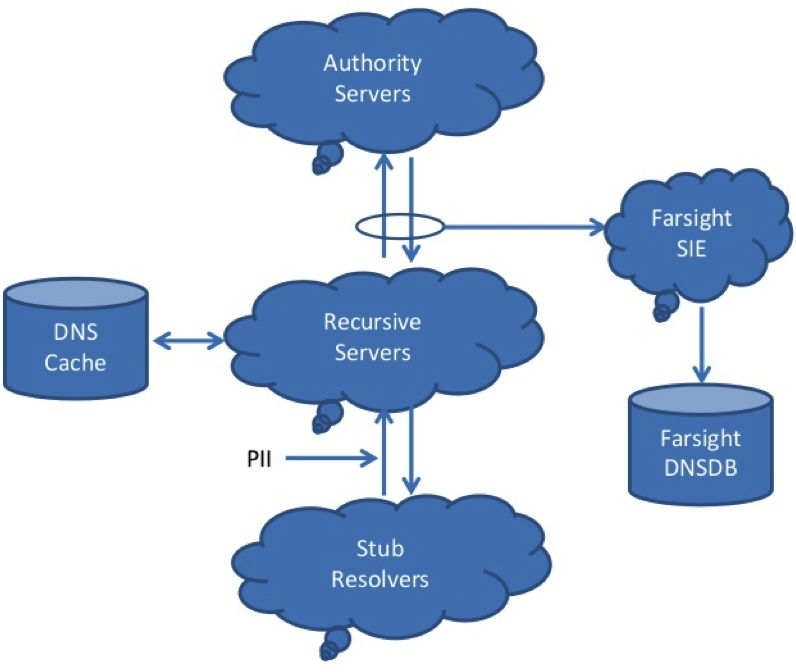 Authority
Servers
Farsight
SIE
DNS
Cache
Recursive
Servers
Farsight
DNSDB
PII
Stub
Resolvers